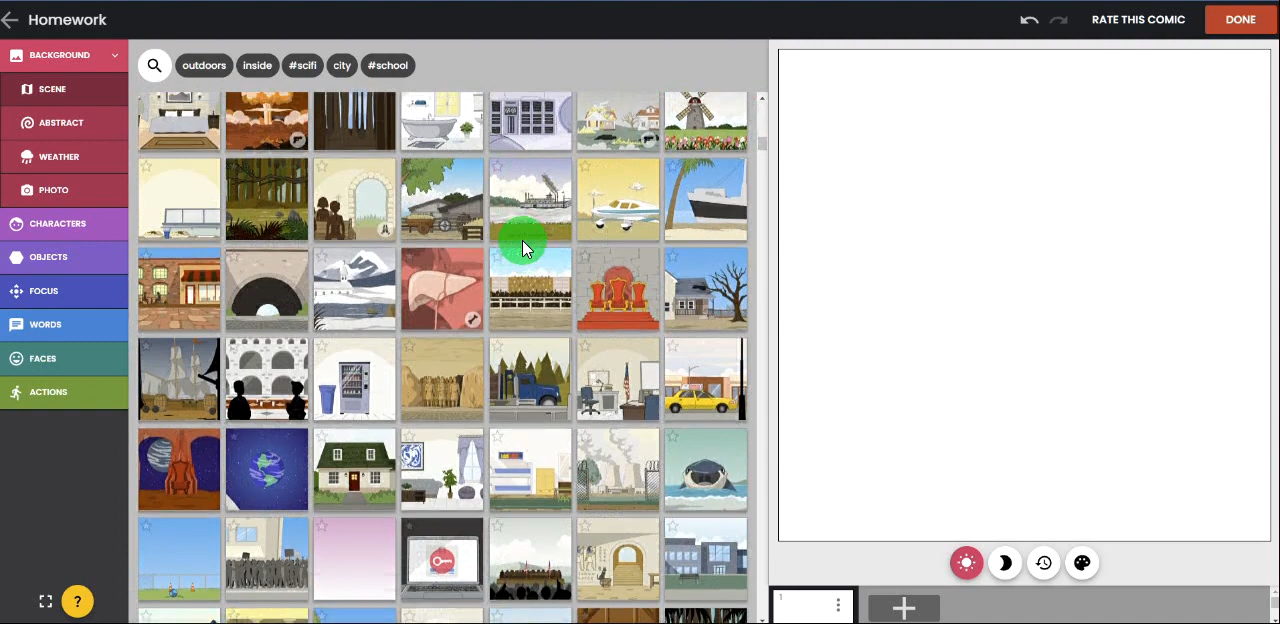 Homework
RATE THIS COMIC
DONE
BACKGROUND
SCENE
ABSTRACT
WEATHER
PHOTO
CHARACTERS
OBJECTS
FOCUS
WORDS
FACES
ACTIONS
?
outdoors
inside
#scifi
city
#school
1